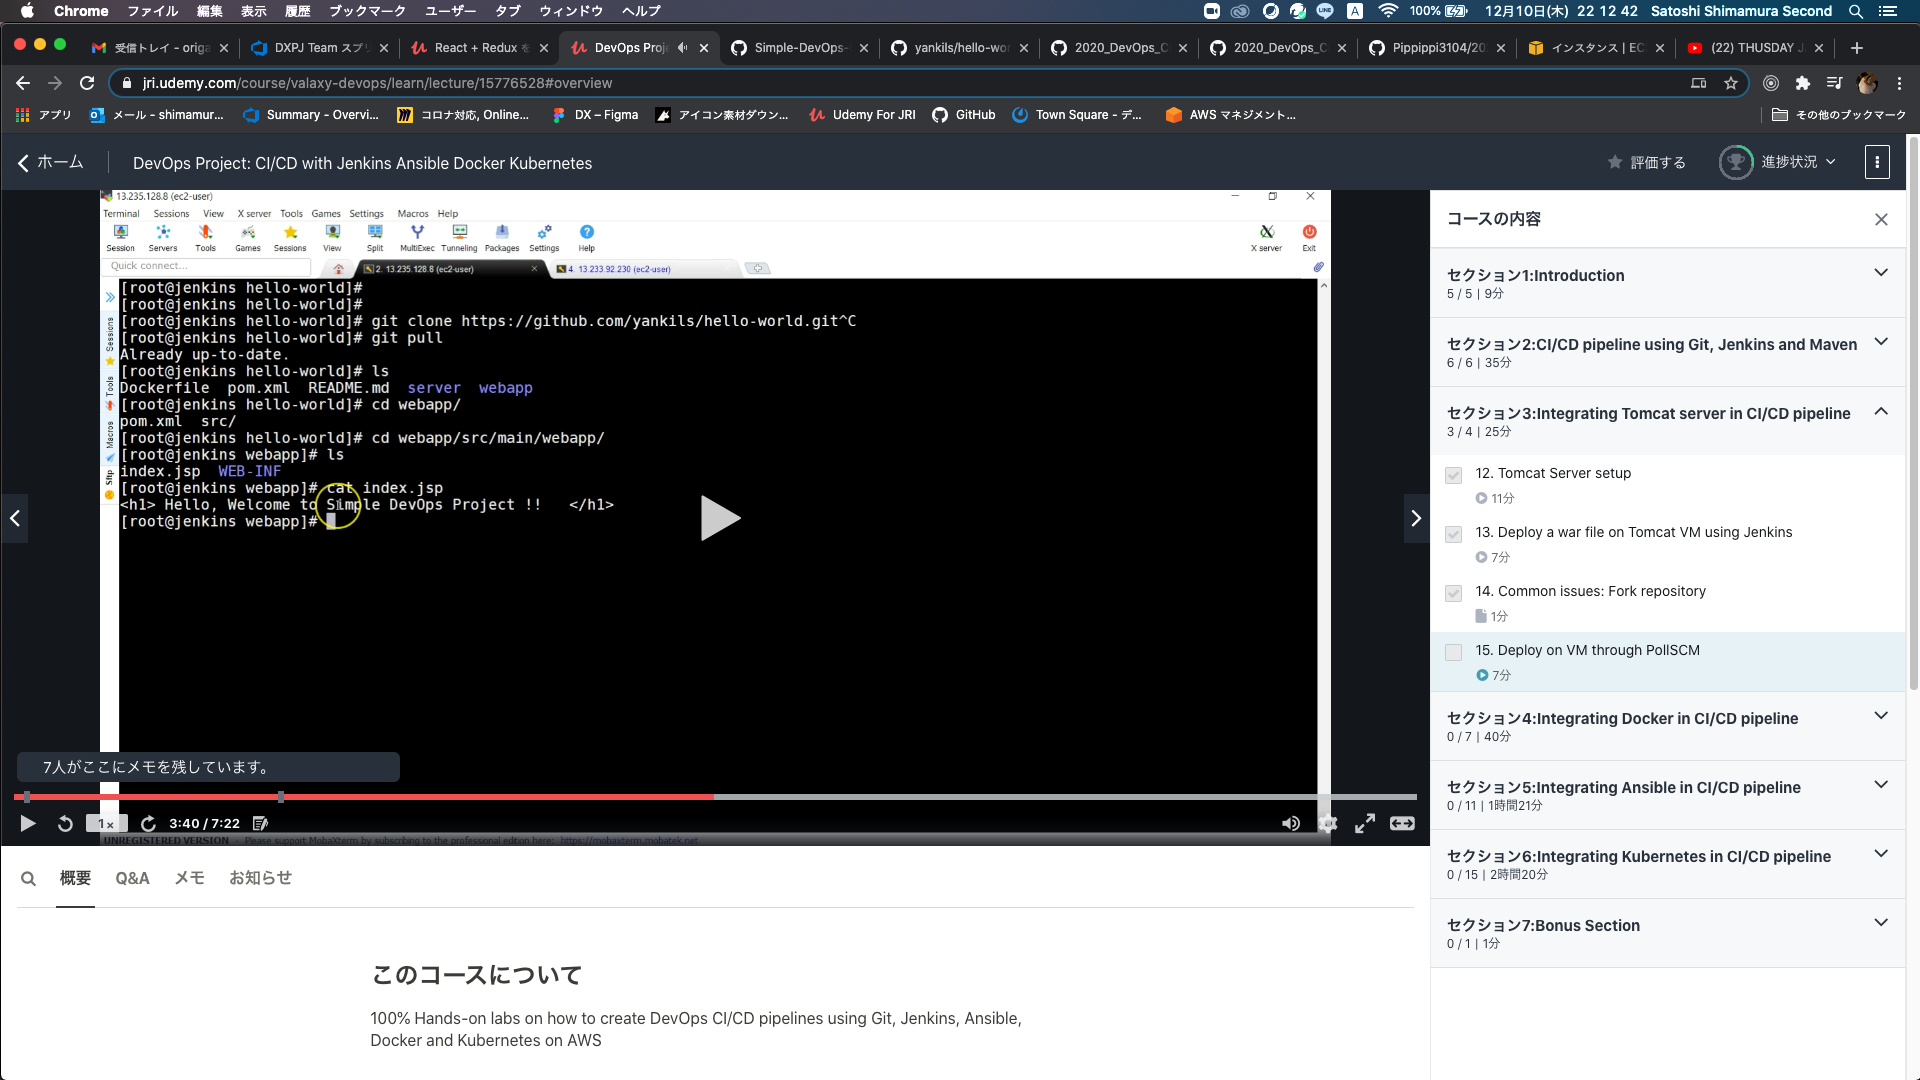 Chrome ファイル 編集 表示 履歴 ブックマーク ユーザー タブ ウィンドウ ヘルプ
LINE A 100% 12月10日(木) 22 12 42 Satoshi Shimamura Second
受信トレイ - origa
DXPJ Team スプリ
React + Redux を
DevOps Proje
Simple-DevOps-
yankils/hello-wor
2020_DevOps_C
2020_DevOps_C
Pippippi3104/20
インスタンス | EC
(22) THUSDAY J
jri.udemy.com/course/valaxy-devops/learn/lecture/15776528#overview
アプリ
メール - shimamur...
Summary - Overvi...
コロナ対応, Online...
DX – Figma
アイコン素材ダウン...
Udemy For JRI
GitHub
Town Square - デ...
AWS マネジメント...
その他のブックマーク
ホーム
DevOps Project: CI/CD with Jenkins Ansible Docker Kubernetes
評価する
進捗状況
13.235.128.8 (ec2-user)
Terminal Sessions View X server Tools Games Settings Macros Help
Session Servers Tools Games Sessions View Split MultiExec Tunneling Packages Settings Help
X server Exit
Quick connect...
2. 13.235.128.8 (ec2-user)
4. 13.233.92.230 (ec2-user)
Sessions
Tools
Macros
Sftp
[root@jenkins hello-world]#
[root@jenkins hello-world]#
[root@jenkins hello-world]# git clone https://github.com/yankils/hello-world.git^C
[root@jenkins hello-world]# git pull
Already up-to-date.
[root@jenkins hello-world]# ls
Dockerfile pom.xml README.md server webapp
[root@jenkins hello-world]# cd webapp/
pom.xml src/
[root@jenkins hello-world]# cd webapp/src/main/webapp/
[root@jenkins webapp]# ls
index.jsp WEB-INF
[root@jenkins webapp]# cat index.jsp
<h1> Hello, Welcome to Simple DevOps Project !! </h1>
[root@jenkins webapp]#
7人がここにメモを残しています。
1x
3:40 / 7:22
UNREGISTERED VERSION - Please support MobaXterm by subscribing to the professional edition here: https://mobaxterm.mobatek.net
概要 Q&A メモ お知らせ
このコースについて
100% Hands-on labs on how to create DevOps CI/CD pipelines using Git, Jenkins, Ansible,
Docker and Kubernetes on AWS
コースの内容
セクション1:Introduction
5 / 5 | 9分
セクション2:CI/CD pipeline using Git, Jenkins and Maven
6 / 6 | 35分
セクション3:Integrating Tomcat server in CI/CD pipeline
3 / 4 | 25分
12. Tomcat Server setup
11分
13. Deploy a war file on Tomcat VM using Jenkins
7分
14. Common issues: Fork repository
1分
15. Deploy on VM through PollSCM
7分
セクション4:Integrating Docker in CI/CD pipeline
0 / 7 | 40分
セクション5:Integrating Ansible in CI/CD pipeline
0 / 11 | 1時間21分
セクション6:Integrating Kubernetes in CI/CD pipeline
0 / 15 | 2時間20分
セクション7:Bonus Section
0 / 1 | 1分